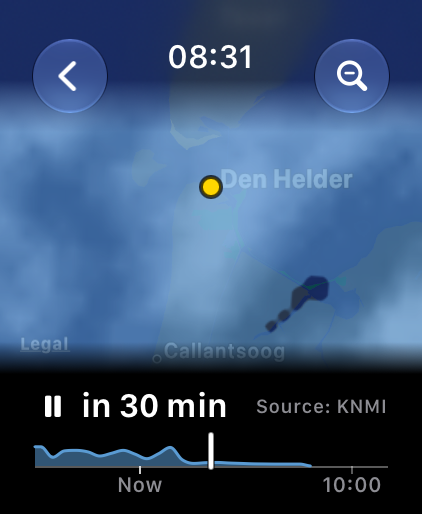 08:31
Den Helder
Legal
Callantsoog
in 30 min
Source: KNMI
Now
10:00